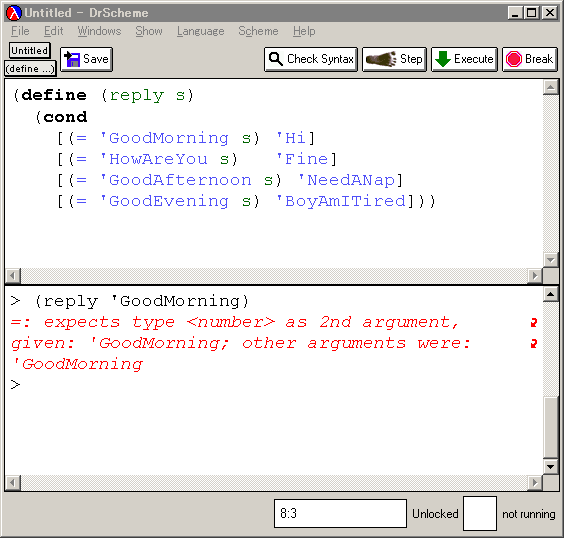 Untitled - DrScheme
File Edit Windows Show Language Scheme Help
Untitled
(define ...)
Save
Check Syntax
Step
Execute
Break
(define (reply s)
(cond
[(= 'GoodMorning s) 'Hi]
[(= 'HowAreYou s) 'Fine]
[(= 'GoodAfternoon s) 'NeedANap]
[(= 'GoodEvening s) 'BoyAmITired]))
> (reply 'GoodMorning)
=: expects type <number> as 2nd argument,
given: 'GoodMorning; other arguments were:
'GoodMorning
>
8:3
Unlocked
not running